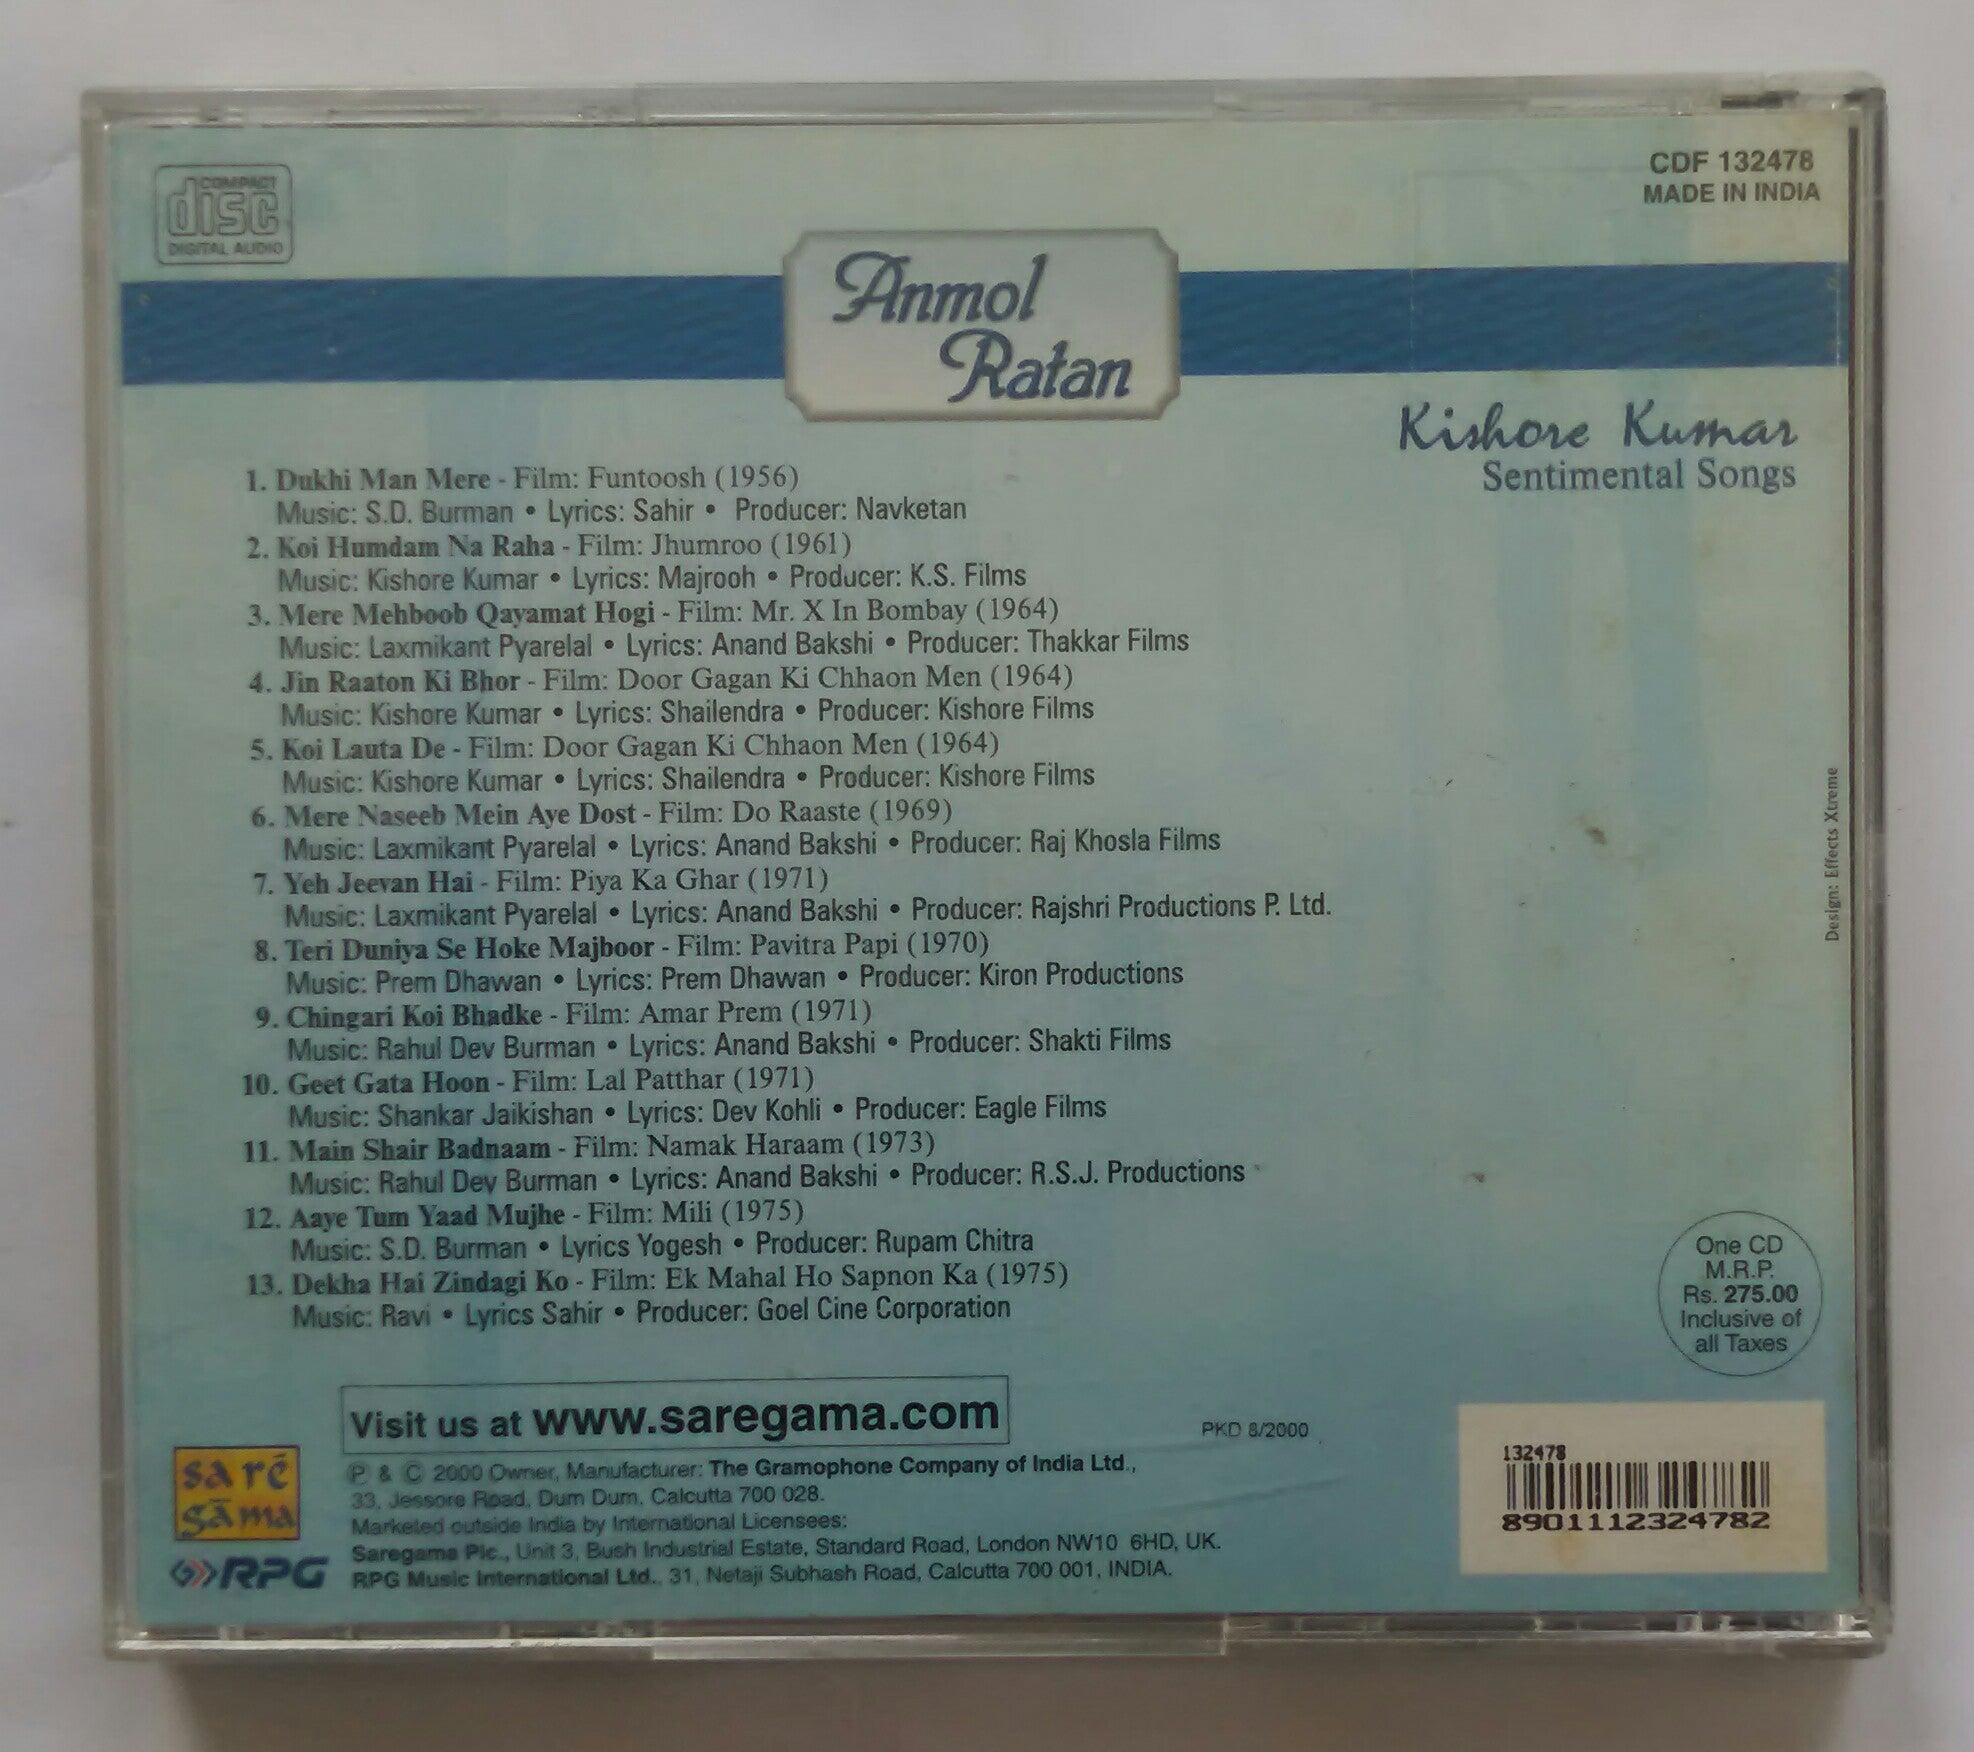 COMPACT
disc
DIGITAL AUDIO
CDF 132478
MADE IN INDIA
Anmol
Ratan
Kishore Kumar
Sentimental Songs
1. Dukhi Man Mere - Film: Funtoosh (1956)
Music: S.D. Burman • Lyrics: Sahir • Producer: Navketan
2. Koi Humdam Na Raha - Film: Jhumroo (1961)
Music: Kishore Kumar • Lyrics: Majrooh • Producer: K.S. Films
3. Mere Mehboob Qayamat Hogi - Film: Mr. X In Bombay (1964)
Music: Laxmikant Pyarelal • Lyrics: Anand Bakshi • Producer: Thakkar Films
4. Jin Raaton Ki Bhor - Film: Door Gagan Ki Chhaon Men (1964)
Music: Kishore Kumar • Lyrics: Shailendra • Producer: Kishore Films
5. Koi Lauta De - Film: Door Gagan Ki Chhaon Men (1964)
Music: Kishore Kumar • Lyrics: Shailendra • Producer: Kishore Films
6. Mere Naseeb Mein Aye Dost - Film: Do Raaste (1969)
Music: Laxmikant Pyarelal • Lyrics: Anand Bakshi • Producer: Raj Khosla Films
7. Yeh Jeevan Hai - Film: Piya Ka Ghar (1971)
Music: Laxmikant Pyarelal • Lyrics: Anand Bakshi • Producer: Rajshri Productions P. Ltd.
8. Teri Duniya Se Hoke Majboor - Film: Pavitra Papi (1970)
Music: Prem Dhawan • Lyrics: Prem Dhawan • Producer: Kiron Productions
9. Chingari Koi Bhadke - Film: Amar Prem (1971)
Music: Rahul Dev Burman • Lyrics: Anand Bakshi • Producer: Shakti Films
10. Geet Gata Hoon - Film: Lal Patthar (1971)
Music: Shankar Jaikishan • Lyrics: Dev Kohli • Producer: Eagle Films
11. Main Shair Badnaam - Film: Namak Haraam (1973)
Music: Rahul Dev Burman • Lyrics: Anand Bakshi • Producer: R.S.J. Productions
12. Aaye Tum Yaad Mujhe - Film: Mili (1975)
Music: S.D. Burman • Lyrics Yogesh • Producer: Rupam Chitra
13. Dekha Hai Zindagi Ko - Film: Ek Mahal Ho Sapnon Ka (1975)
Music: Ravi • Lyrics Sahir • Producer: Goel Cine Corporation
Design: Effects Xtreme
One CD
M.R.P.
Rs. 275.00
Inclusive of
all Taxes
Visit us at www.saregama.com
PKD 8/2000
sa rē
gāma
RPG
℗ & © 2000 Owner, Manufacturer: The Gramophone Company of India Ltd.,
33, Jessore Road, Dum Dum, Calcutta 700 028.
Marketed outside India by International Licensees:
Saregama Plc., Unit 3, Bush Industrial Estate, Standard Road, London NW10 6HD, UK.
RPG Music International Ltd., 31, Netaji Subhash Road, Calcutta 700 001, INDIA.
132478
8901112324782